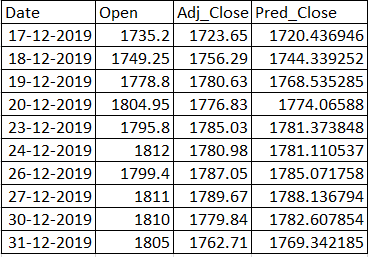 Date Open Adj_Close Pred_Close
17-12-2019 1735.2 1723.65 1720.436946
18-12-2019 1749.25 1756.29 1744.339252
19-12-2019 1778.8 1780.63 1768.535285
20-12-2019 1804.95 1776.83 1774.06588
23-12-2019 1795.8 1785.03 1781.373848
24-12-2019 1812 1780.98 1781.110537
26-12-2019 1799.4 1787.05 1785.071758
27-12-2019 1811 1789.67 1788.136794
30-12-2019 1810 1779.84 1782.607854
31-12-2019 1805 1762.71 1769.342185